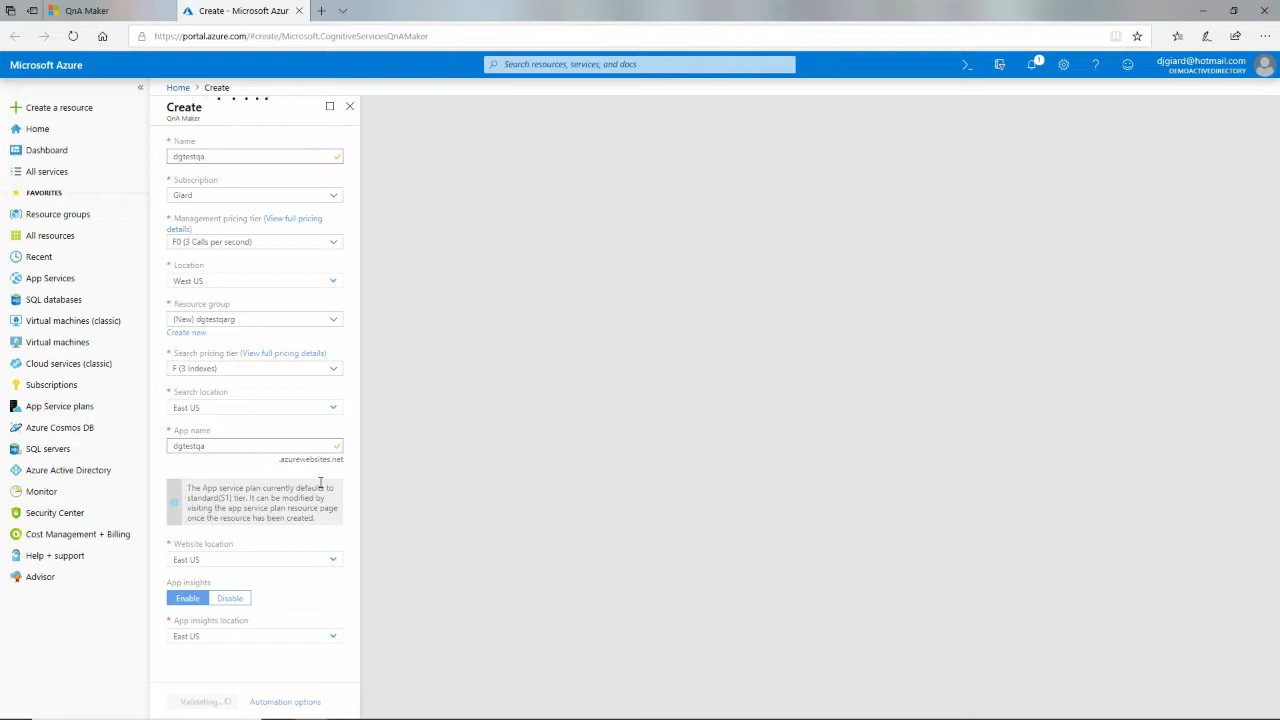 QnA Maker
Create - Microsoft Azur
https://portal.azure.com/#create/Microsoft.CognitiveServicesQnAMaker
Microsoft Azure
Search resources, services, and docs
1
djgiard@hotmail.com
DEMOACTIVEDIRECTORY
Create a resource
Home
Dashboard
All services
FAVORITES
Resource groups
All resources
Recent
App Services
SQL databases
Virtual machines (classic)
Virtual machines
Cloud services (classic)
Subscriptions
App Service plans
Azure Cosmos DB
SQL servers
Azure Active Directory
Monitor
Security Center
Cost Management + Billing
Help + support
Advisor
Home > Create
Create
QnA Maker
* Name
dgtestqa
* Subscription
Giard
* Management pricing tier (View full pricing
details)
F0 (3 Calls per second)
* Location
West US
* Resource group
(New) dgtestqarg
Create new
* Search pricing tier (View full pricing details)
F (3 Indexes)
* Search location
East US
* App name
dgtestqa
.azurewebsites.net
The App service plan currently defaults to
standard(S1) tier. It can be modified by
visiting the app service plan resource page
once the resource has been created.
* Website location
East US
App insights
Enable Disable
* App insights location
East US
Validating...
Automation options